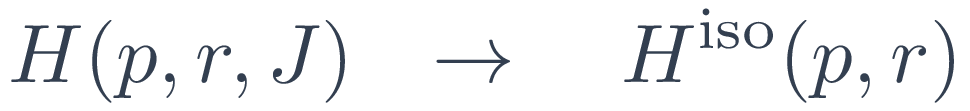 H(p, r, J) → H^iso(p, r)